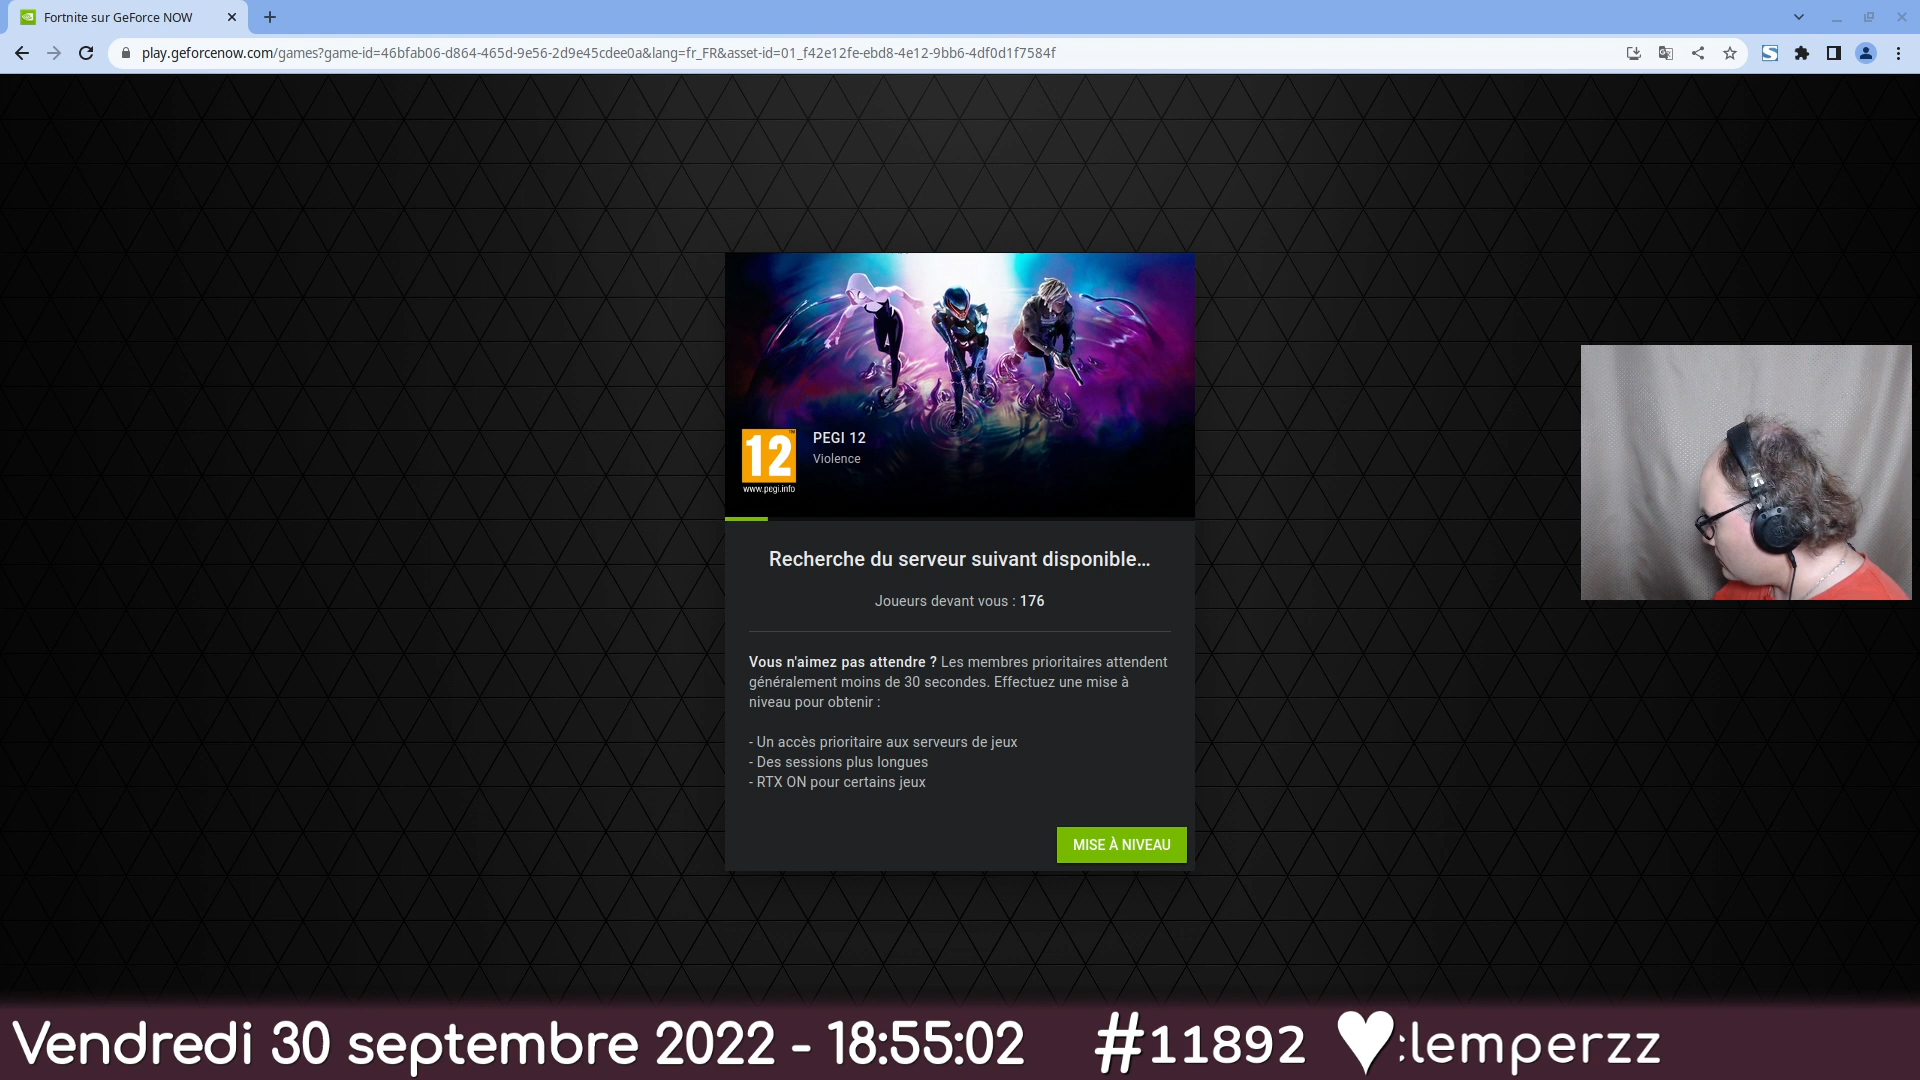 Fortnite sur GeForce NOW
play.geforcenow.com/games?game-id=46bfab06-d864-465d-9e56-2d9e45cdee0a&lang=fr_FR&asset-id=01_f42e12fe-ebd8-4e12-9bb6-4df0d1f7584f
12
www.pegi.info
PEGI 12
Violence
Recherche du serveur suivant disponible...
Joueurs devant vous : 176
Vous n'aimez pas attendre ? Les membres prioritaires attendent
généralement moins de 30 secondes. Effectuez une mise à
niveau pour obtenir :
- Un accès prioritaire aux serveurs de jeux
- Des sessions plus longues
- RTX ON pour certains jeux
MISE À NIVEAU
Vendredi 30 septembre 2022 - 18:55:02 #11892 ♥:lemperzz